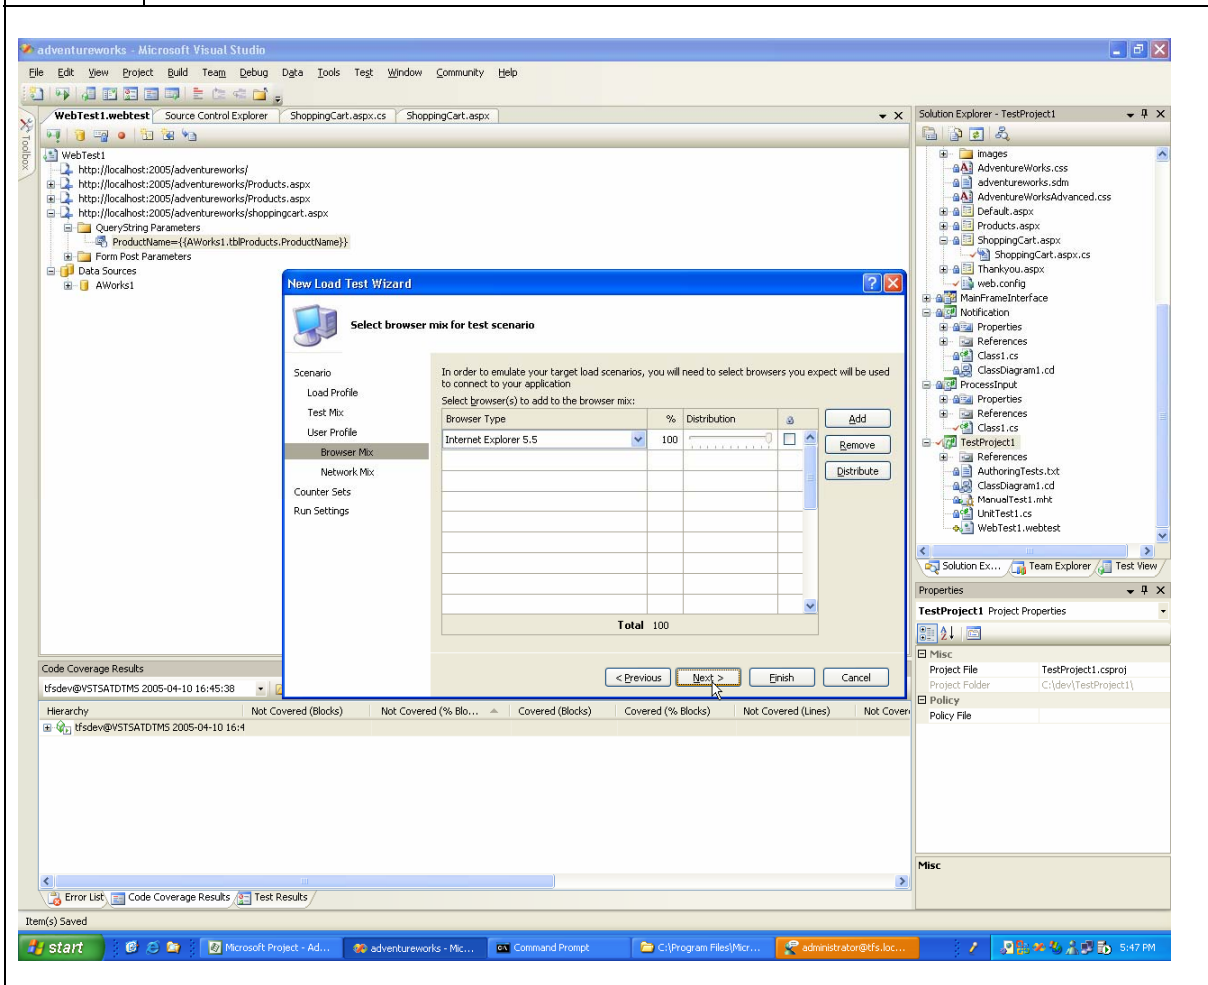 adventureworks - Microsoft Visual Studio
File Edit View Project Build Team Debug Data Tools Test Window Community Help
WebTest1.webtest Source Control Explorer ShoppingCart.aspx.cs ShoppingCart.aspx
Toolbox
WebTest1
http://localhost:2005/adventureworks/
http://localhost:2005/adventureworks/Products.aspx
http://localhost:2005/adventureworks/Products.aspx
http://localhost:2005/adventureworks/shoppingcart.aspx
QueryString Parameters
ProductName={{AWorks1.tblProducts.ProductName}}
Form Post Parameters
Data Sources
AWorks1
New Load Test Wizard
Select browser mix for test scenario
Scenario
Load Profile
Test Mix
User Profile
Browser Mix
Network Mix
Counter Sets
Run Settings
In order to emulate your target load scenarios, you will need to select browsers you expect will be used
to connect to your application
Select browser(s) to add to the browser mix:
Browser Type % Distribution
Internet Explorer 5.5 100
Total 100
Add
Remove
Distribute
< Previous Next > Finish Cancel
Solution Explorer - TestProject1
images
AdventureWorks.css
adventureworks.sdm
AdventureWorksAdvanced.css
Default.aspx
Products.aspx
ShoppingCart.aspx
ShoppingCart.aspx.cs
Thankyou.aspx
web.config
MainFrameInterface
Notification
Properties
References
Class1.cs
ClassDiagram1.cd
ProcessInput
Properties
References
Class1.cs
TestProject1
References
AuthoringTests.txt
ClassDiagram1.cd
ManualTest1.mht
UnitTest1.cs
WebTest1.webtest
Solution Ex... Team Explorer Test View
Properties
TestProject1 Project Properties
Misc
Project File TestProject1.csproj
Project Folder C:\dev\TestProject1\
Policy
Policy File
Misc
Code Coverage Results
tfsdev@VSTSATDTMS 2005-04-10 16:45:38
Hierarchy Not Covered (Blocks) Not Covered (% Blo... Covered (Blocks) Covered (% Blocks) Not Covered (Lines) Not Cover
tfsdev@VSTSATDTMS 2005-04-10 16:4
Error List Code Coverage Results Test Results
Item(s) Saved
start Microsoft Project - Ad... adventureworks - Mic... Command Prompt C:\Program Files\Micr... administrator@tfs.loc... 5:47 PM